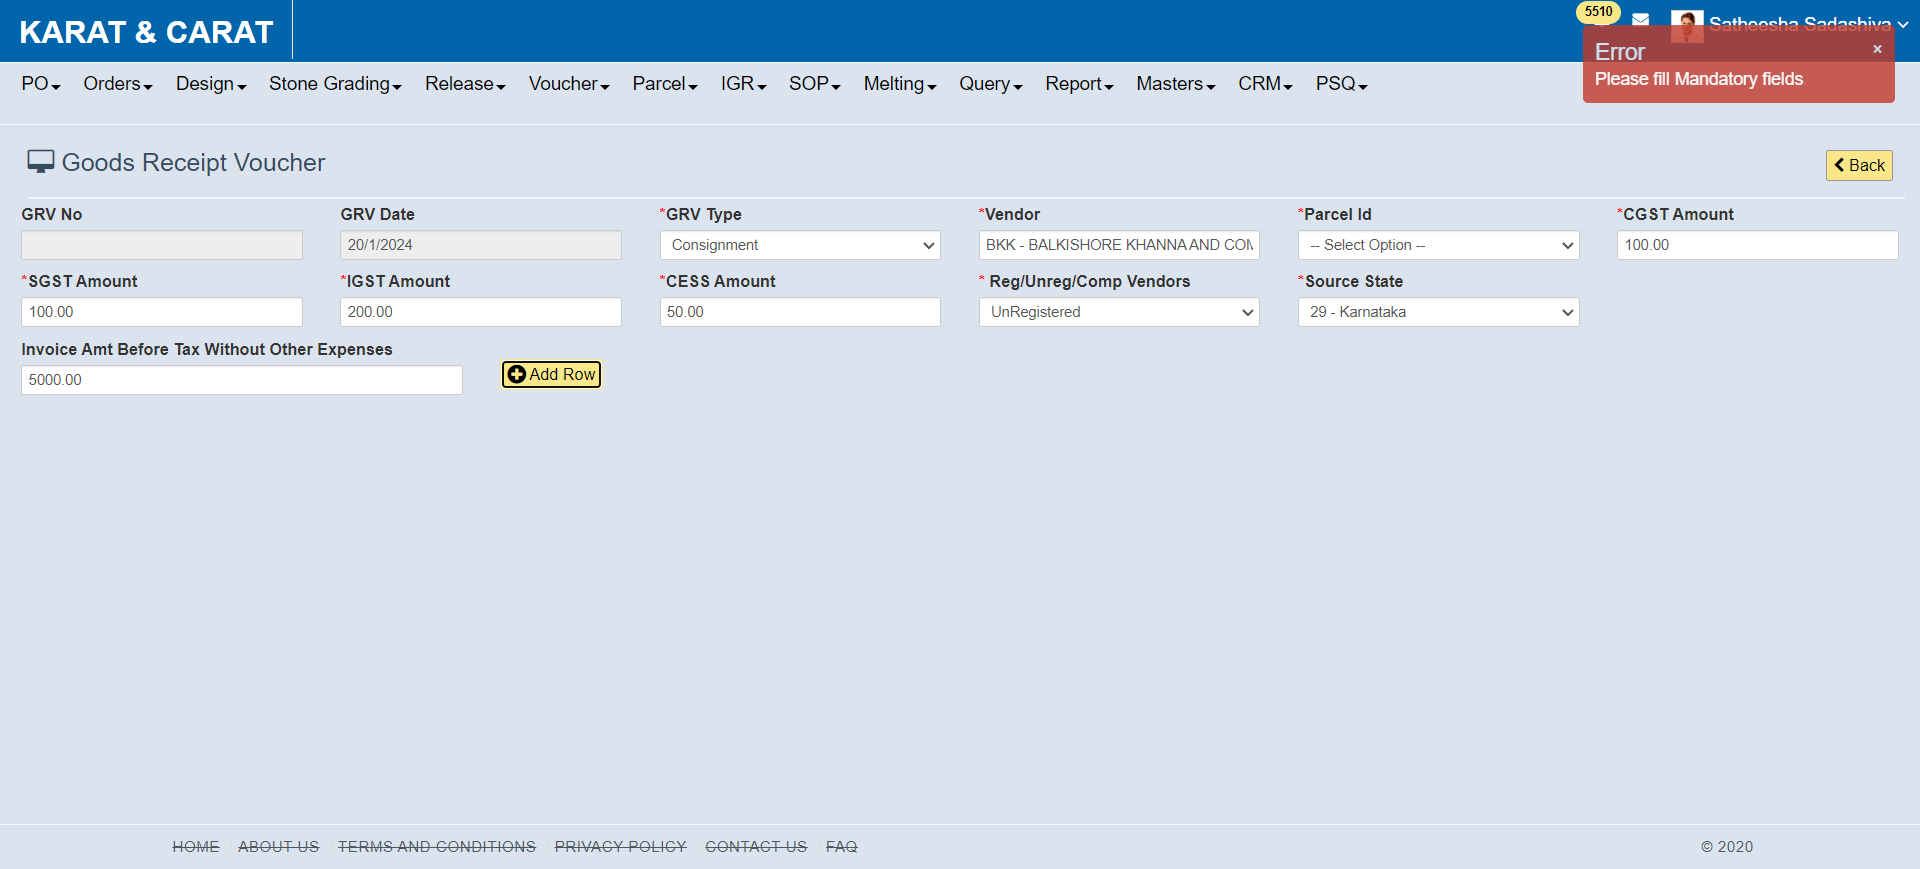 KARAT & CARAT
5510
Satheesha Sadashiva
Error
×
Please fill Mandatory fields
PO
Orders
Design
Stone Grading
Release
Voucher
Parcel
IGR
SOP
Melting
Query
Report
Masters
CRM
PSQ
Goods Receipt Voucher
Back
GRV No
GRV Date
*GRV Type
*Vendor
*Parcel Id
*CGST Amount
20/1/2024
Consignment
BKK - BALKISHORE KHANNA AND COM
-- Select Option --
100.00
*SGST Amount
*IGST Amount
*CESS Amount
* Reg/Unreg/Comp Vendors
*Source State
100.00
200.00
50.00
UnRegistered
29 - Karnataka
Invoice Amt Before Tax Without Other Expenses
5000.00
Add Row
HOME
ABOUT US
TERMS AND CONDITIONS
PRIVACY POLICY
CONTACT US
FAQ
© 2020